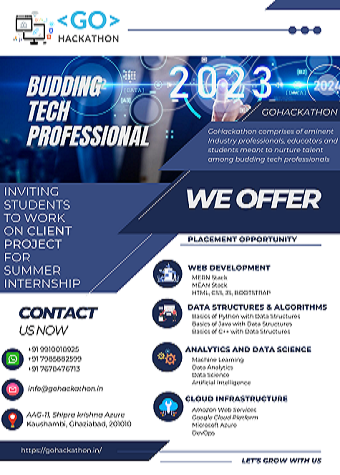 <GO>
HACKATHON
BUDDING
TECH
PROFESSIONAL
2023
2024
GOHACKATHON
GoHackathon comprises of eminent
industry professionals, educators and
students meant to nurture talent
among budding tech professionals
INVITING
STUDENTS
TO WORK
ON CLIENT
PROJECT
FOR
SUMMER
INTERNSHIP
WE OFFER
PLACEMENT OPPORTUNITY
WEB DEVELOPMENT
MERN Stack
MEAN Stack
HTML, CSS, JS, BOOTSTRAP
DATA STRUCTURES & ALGORITHMS
Basics of Python with Data Structures
Basics of Java with Data Structures
Basics of C++ with Data Structures
ANALYTICS AND DATA SCIENCE
Machine Learning
Data Analytics
Data Science
Artificial Intelligence
CLOUD INFRASTRUCTURE
Amazon Web Services
Google Cloud Platform
Microsoft Azure
DevOps
CONTACT
US NOW
+91 7678476713
info@gohackathon.in
AAG-11, Shipra krishna Azure
Kaushambi, Ghaziabad, 201010
https://gohackathon.in/
LET'S GROW WITH US